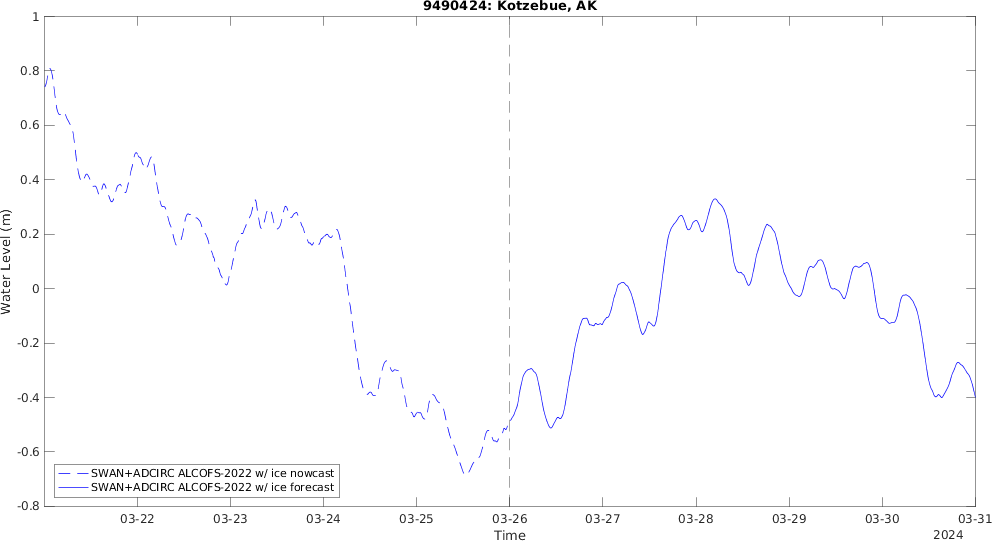 9490424: Kotzebue, AK
1
0.8
0.6
0.4
0.2
0
-0.2
-0.4
-0.6
-0.8
Water Level (m)
SWAN+ADCIRC ALCOFS-2022 w/ ice nowcast
SWAN+ADCIRC ALCOFS-2022 w/ ice forecast
03-22 03-23 03-24 03-25 03-26 03-27 03-28 03-29 03-30 03-31
Time
2024